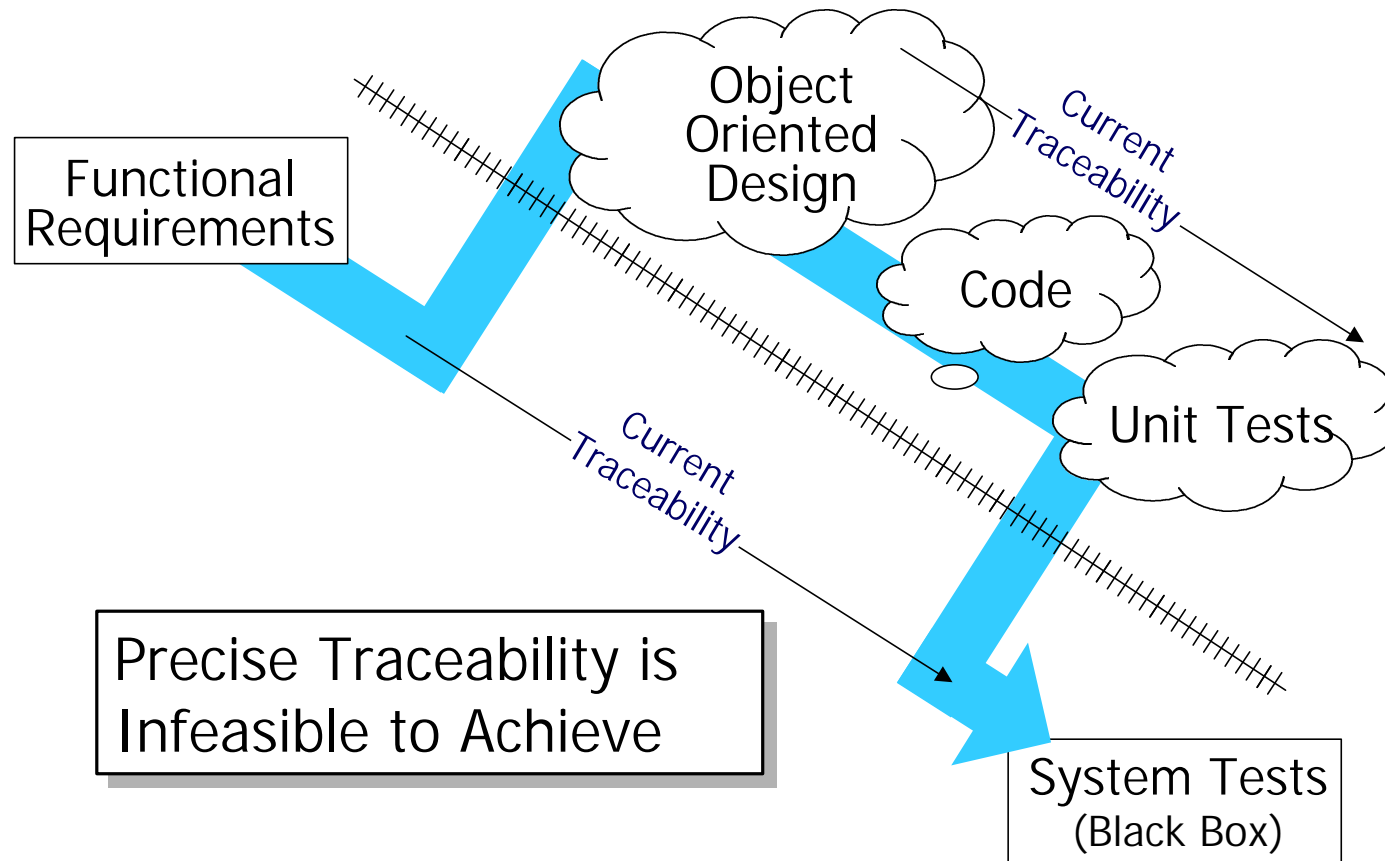 Object
Oriented
Design
Current
Traceability
Functional
Requirements
Code
Unit Tests
Current
Traceability
Precise Traceability is
Infeasible to Achieve
System Tests
(Black Box)